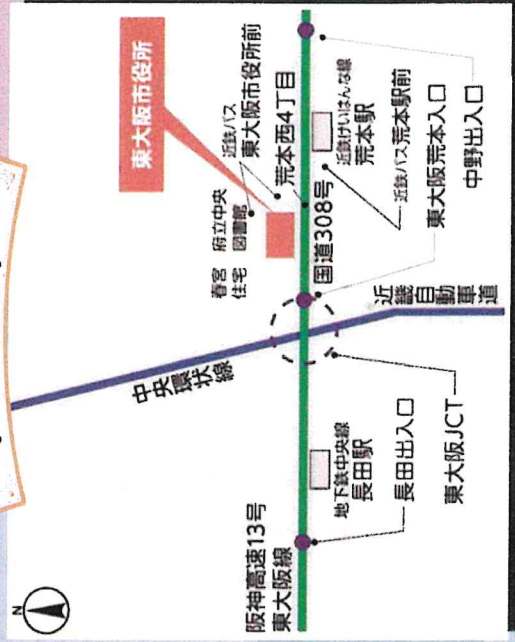 N
阪神高速13号
東大阪線
地下鉄中央線
長田駅
長田出入口
東大阪JCT
中央環状線
近畿自動車道
春宮
住宅
府立中央
図書館
東大阪市役所
近鉄バス
東大阪市役所前
荒本西4丁目
国道308号
近鉄けいはんな線
荒本駅
近鉄バス荒本駅前
東大阪荒本入口
中野出入口